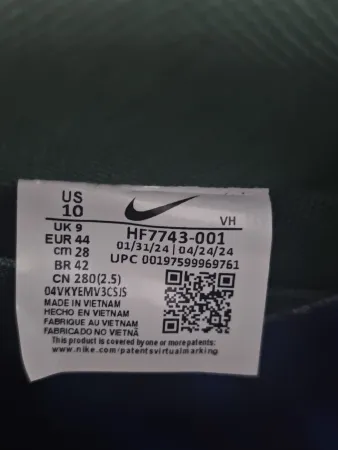 US
10
VH
UK 9
EUR 44
cm 28
BR 42
CN 280(2.5)
HF7743-001
01/31/24 04/24/24
UPC 00197599969761
04VKYEMV3CSJS
MADE IN VIETNAM
HECHO EN VIETNAM
FABRIQUE AU VIETNAM
FABRICADO NO VIETNÃ
This product is covered by one or more patents:
www.nike.com/patentsvirtualmarking